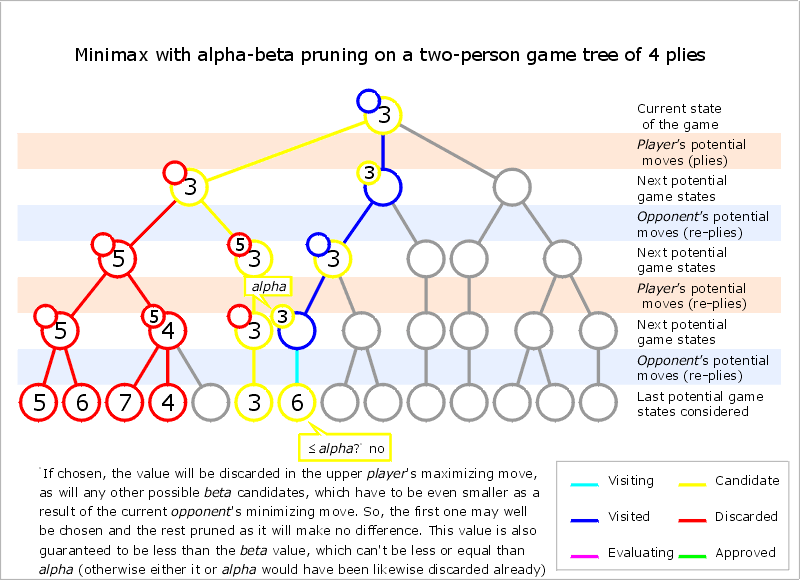 Minimax with alpha-beta pruning on a two-person game tree of 4 plies
3
Current state
of the game
Player's potential
moves (plies)
3
3
Next potential
game states
Opponent's potential
moves (re-plies)
5
5
3
3
Next potential
game states
alpha
Player's potential
moves (re-plies)
5
5
4
3
3
Next potential
game states
Opponent's potential
moves (re-plies)
5
6
7
4
3
6
Last potential game
states considered
≤ alpha?* no
*If chosen, the value will be discarded in the upper player's maximizing move,
as will any other possible beta candidates, which have to be even smaller as a
result of the current opponent's minimizing move. So, the first one may well
be chosen and the rest pruned as it will make no difference. This value is also
guaranteed to be less than the beta value, which can't be less or equal than
alpha (otherwise either it or alpha would have been likewise discarded already)
Visiting
Candidate
Visited
Discarded
Evaluating
Approved